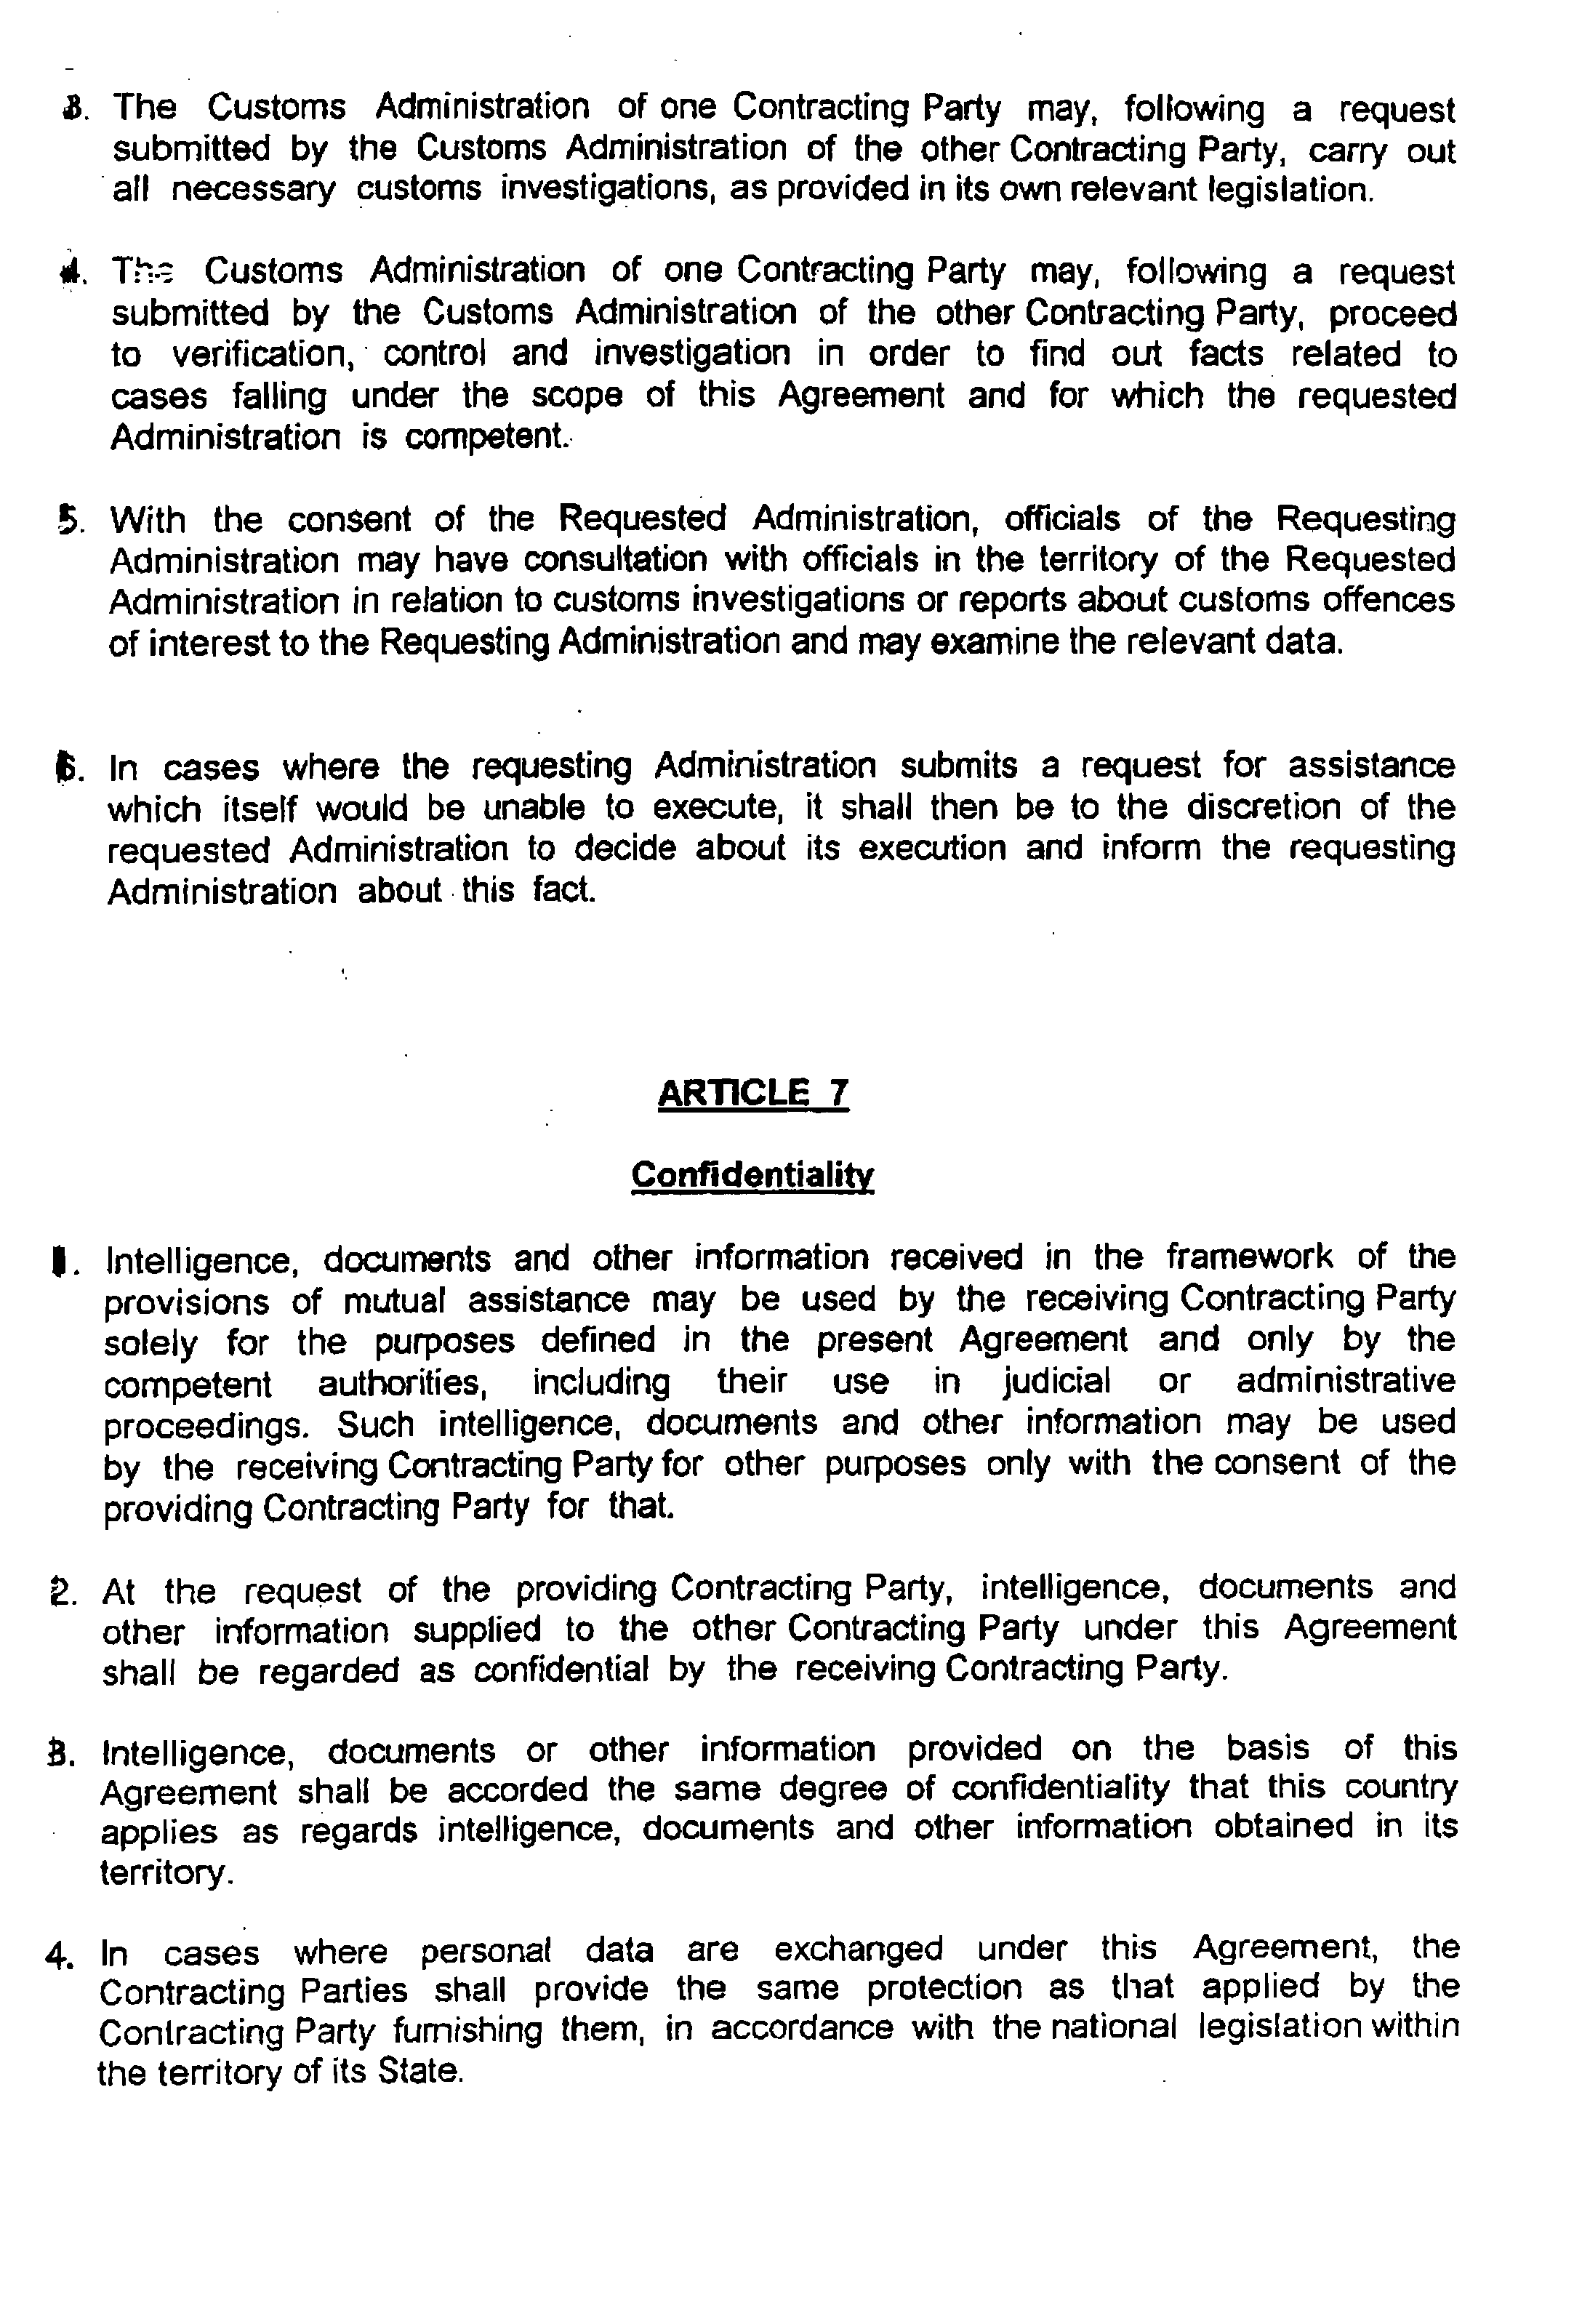 3. The Customs Administration of one Contracting Party may, following a request
submitted by the Customs Administration of the other Contracting Party, carry out
all necessary customs investigations, as provided in its own relevant legislation.
4. The Customs Administration of one Contracting Party may, following a request
submitted by the Customs Administration of the other Contracting Party, proceed
to verification, control and investigation in order to find out facts related to
cases falling under the scope of this Agreement and for which the requested
Administration is competent.
5. With the consent of the Requested Administration, officials of the Requesting
Administration may have consultation with officials in the territory of the Requested
Administration in relation to customs investigations or reports about customs offences
of interest to the Requesting Administration and may examine the relevant data.
6. In cases where the requesting Administration submits a request for assistance
which itself would be unable to execute, it shall then be to the discretion of the
requested Administration to decide about its execution and inform the requesting
Administration about this fact.
ARTICLE 7
Confidentiality
1. Intelligence, documents and other information received in the framework of the
provisions of mutual assistance may be used by the receiving Contracting Party
solely for the purposes defined in the present Agreement and only by the
competent authorities, including their use in judicial or administrative
proceedings. Such intelligence, documents and other information may be used
by the receiving Contracting Party for other purposes only with the consent of the
providing Contracting Party for that.
2. At the request of the providing Contracting Party, intelligence, documents and
other information supplied to the other Contracting Party under this Agreement
shall be regarded as confidential by the receiving Contracting Party.
3. Intelligence, documents or other information provided on the basis of this
Agreement shall be accorded the same degree of confidentiality that this country
applies as regards intelligence, documents and other information obtained in its
territory.
4. In cases where personal data are exchanged under this Agreement, the
Contracting Parties shall provide the same protection as that applied by the
Contracting Party furnishing them, in accordance with the national legislation within
the territory of its State.